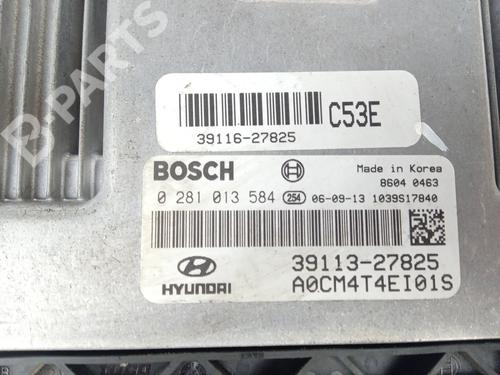 B-PARTS
39116-27825
C53E
BOSCH
Made in Korea
8604 0463
0 281 013 584 254 06-09-13 1039S17840
HYUNDAI
39113-27825
A0CM4T4EI01S